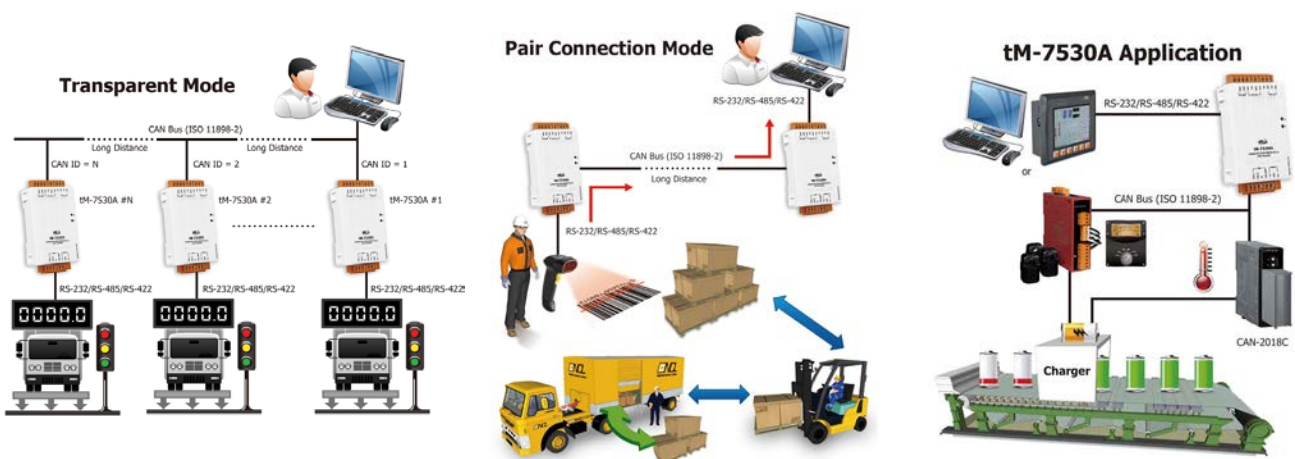 Transparent Mode
CAN Bus (ISO 11898-2)
Long Distance
Long Distance
CAN ID = N
CAN ID = 2
CAN ID = 1
tM-7530A #N
tM-7530A #2
tM-7530A #1
RS-232/RS-485/RS-422
RS-232/RS-485/RS-422
RS-232/RS-485/RS-422
0000.0
0000.0
0000.0
Pair Connection Mode
RS-232/RS-485/RS-422
CAN Bus (ISO 11898-2)
Long Distance
RS-232/RS-485/RS-422
tM-7530A Application
RS-232/RS-485/RS-422
or
CAN Bus (ISO 11898-2)
CAN-2018C
Charger